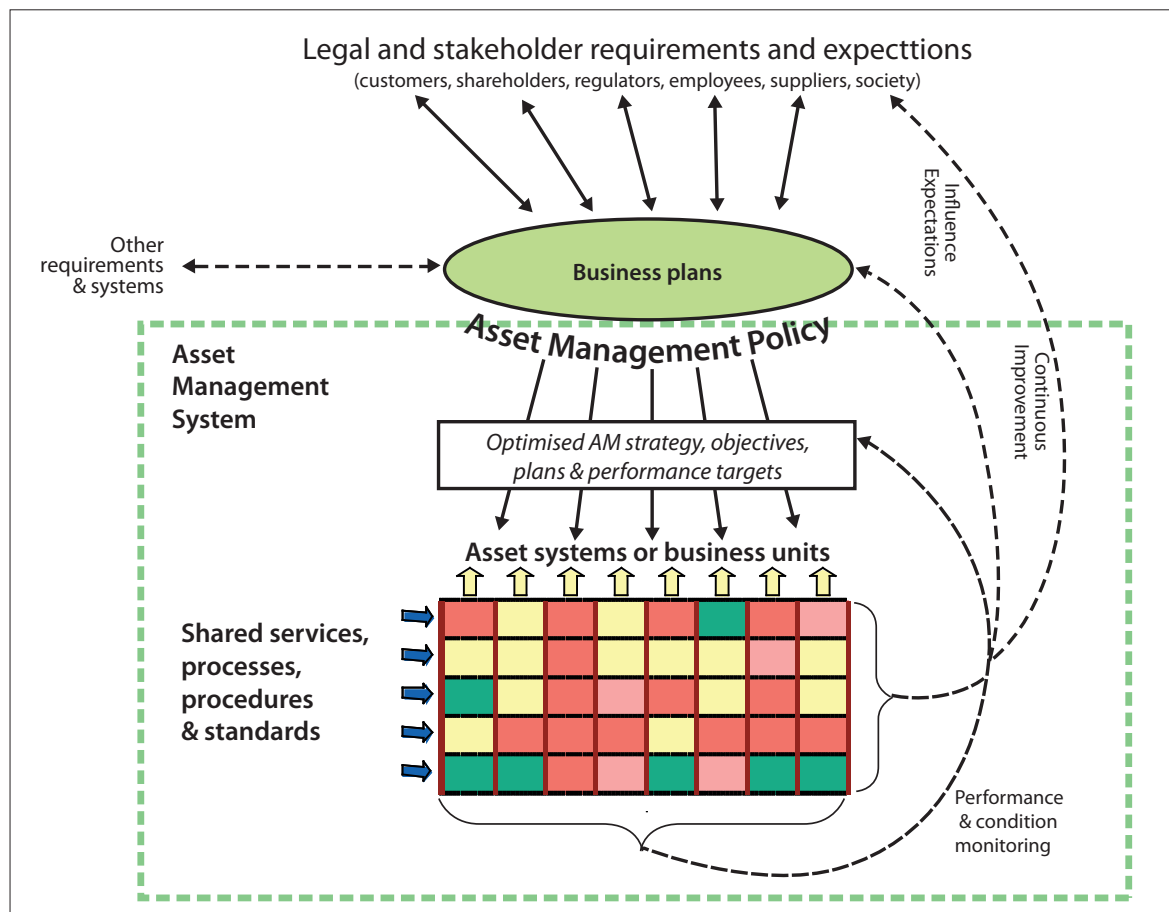 Legal and stakeholder requirements and expecttions
(customers, shareholders, regulators, employees, suppliers, society)
Influence
Expectations
Other
requirements
& systems
Business plans
Asset Management Policy
Asset
Management
System
Continuous
Improvement
Optimised AM strategy, objectives,
plans & performance targets
Asset systems or business units
Shared services,
processes,
procedures
& standards
Performance
& condition
monitoring